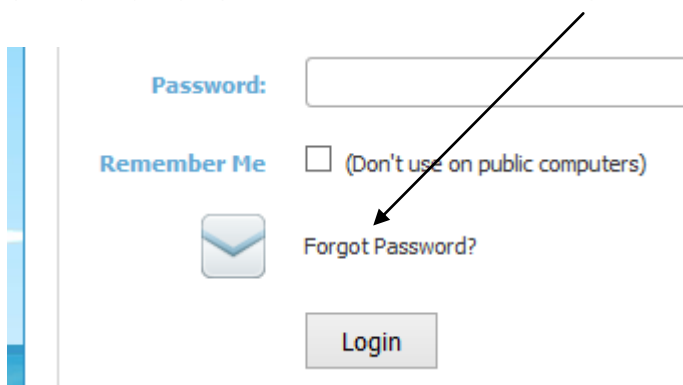 Password:
Remember Me (Don't use on public computers)
Forgot Password?
Login